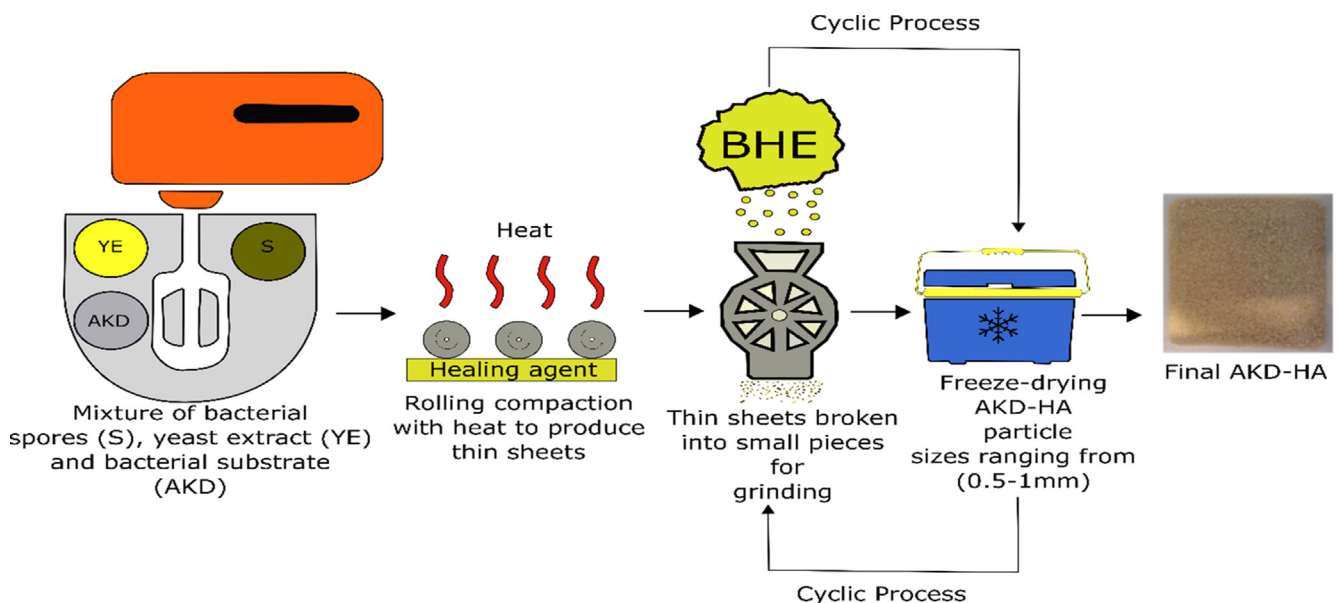 Cyclic Process
BHE
YE
S
AKD
Heat
Healing agent
Mixture of bacterial
spores (S), yeast extract (YE)
and bacterial substrate
(AKD)
Rolling compaction
with heat to produce
thin sheets
Thin sheets broken
into small pieces
for
grinding
Freeze-drying
AKD-HA
particle
sizes ranging from
(0.5-1mm)
Final AKD-HA
Cyclic Process